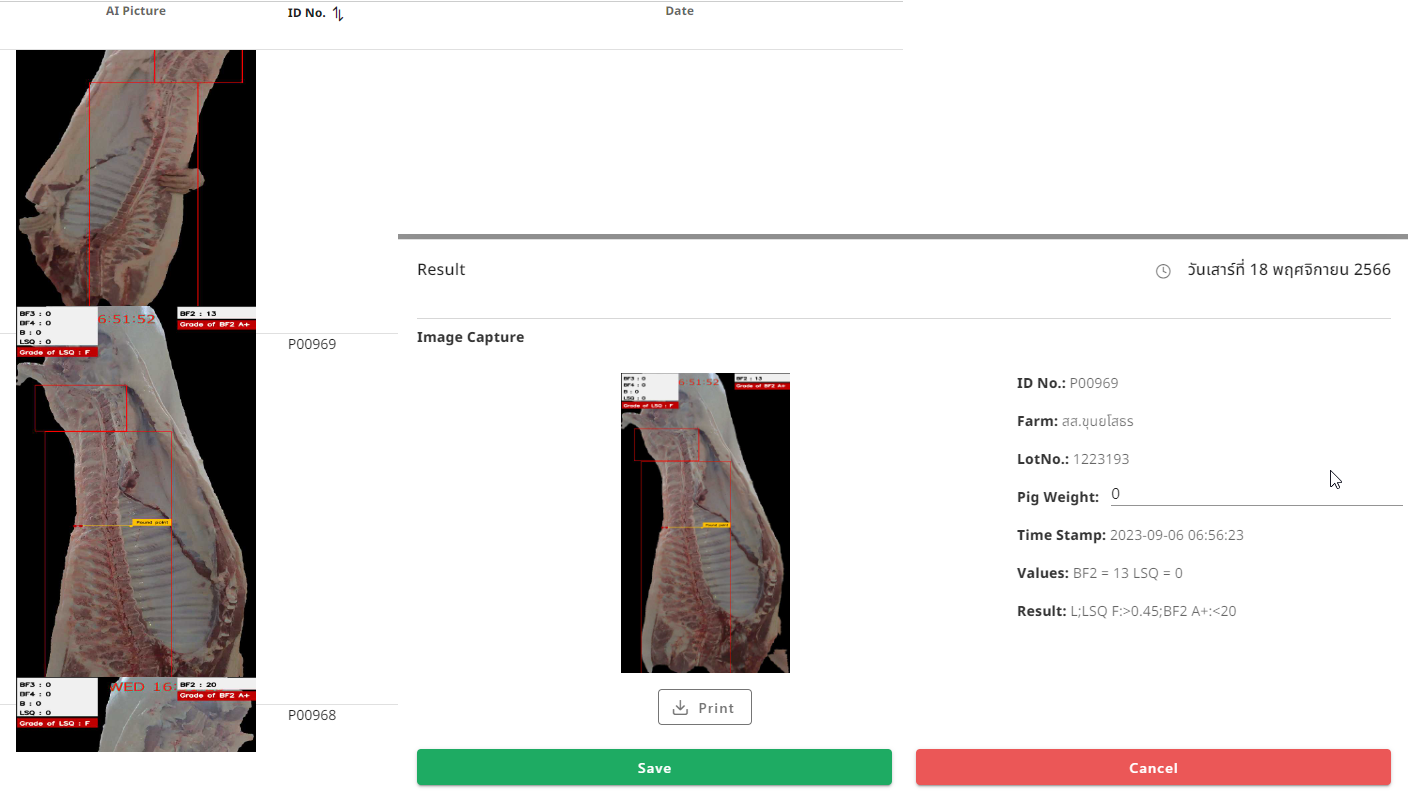 AI Picture ID No. Date
BF3 : 0
BF4 : 0
B : 0
LSQ : 0
Grade of LSQ : F
6:51:52
BF2 : 13
Grade of BF2 A+
P00969
Found point
BF3 : 0
BF4 : 0
B : 0
LSQ : 0
Grade of LSQ : F
WED 16:
BF2 : 20
Grade of BF2 A+
P00968
Result
วันเสาร์ที่ 18 พฤศจิกายน 2566
Image Capture
BF3 : 0
BF4 : 0
B : 0
LSQ : 0
Grade of LSQ : F
6 51 52
BF2 : 13
Grade of BF2 A+
Found point
ID No.: P00969
Farm: สส.ขุนยโสธร
LotNo.: 1223193
Pig Weight: 0
Time Stamp: 2023-09-06 06:56:23
Values: BF2 = 13 LSQ = 0
Result: L;LSQ F:>0.45;BF2 A+:<20
Print
Save
Cancel